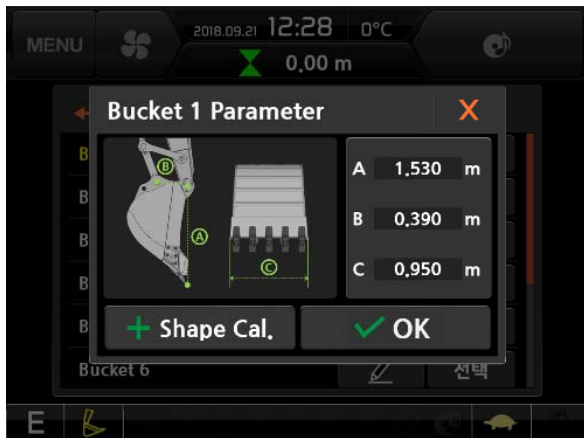 MENU
2018.09.21 12:28 0°C
0,00 m
Bucket 1 Parameter X
B
A
C
A 1,530 m
B 0,390 m
C 0,950 m
B
B
B
B
B
+ Shape Cal.
OK
Bucket 6 선택
E